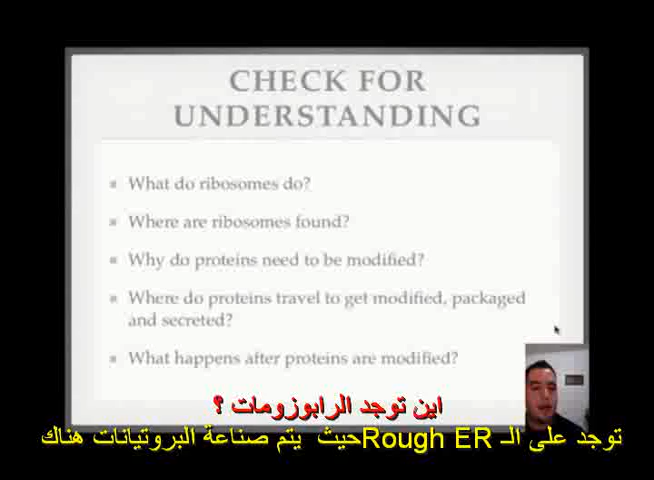 CHECK FOR
UNDERSTANDING
What do ribosomes do?
Where are ribosomes found?
Why do proteins need to be modified?
Where do proteins travel to get modified, packaged
and secreted?
What happens after proteins are modified?
اين توجد الرابوزومات ؟
توجد على الـ Rough ERحيث يتم صناعة البروتيانات هناك